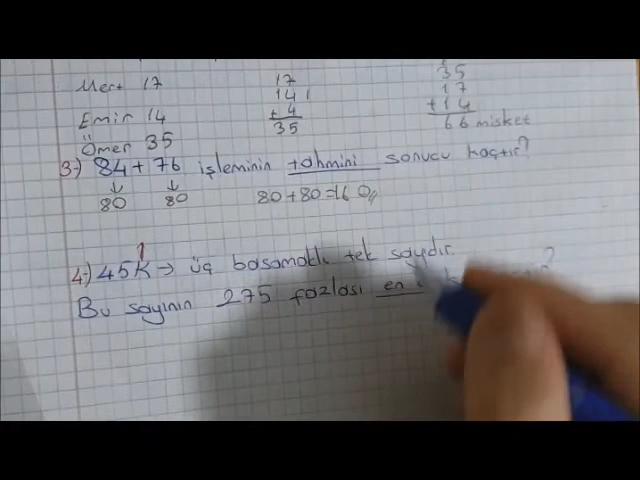 Mert 17
Emir 14
Ömer 35
17
14 1
+ 4
35
35
17
+ 14
66 misket
3) 84 + 76 işleminin tahmini sonucu kaçtır?
80 80
80 + 80 = 160
1
4) 45K → üç basamaklı tek sayıdır.
Bu sayının 275 fazlası en